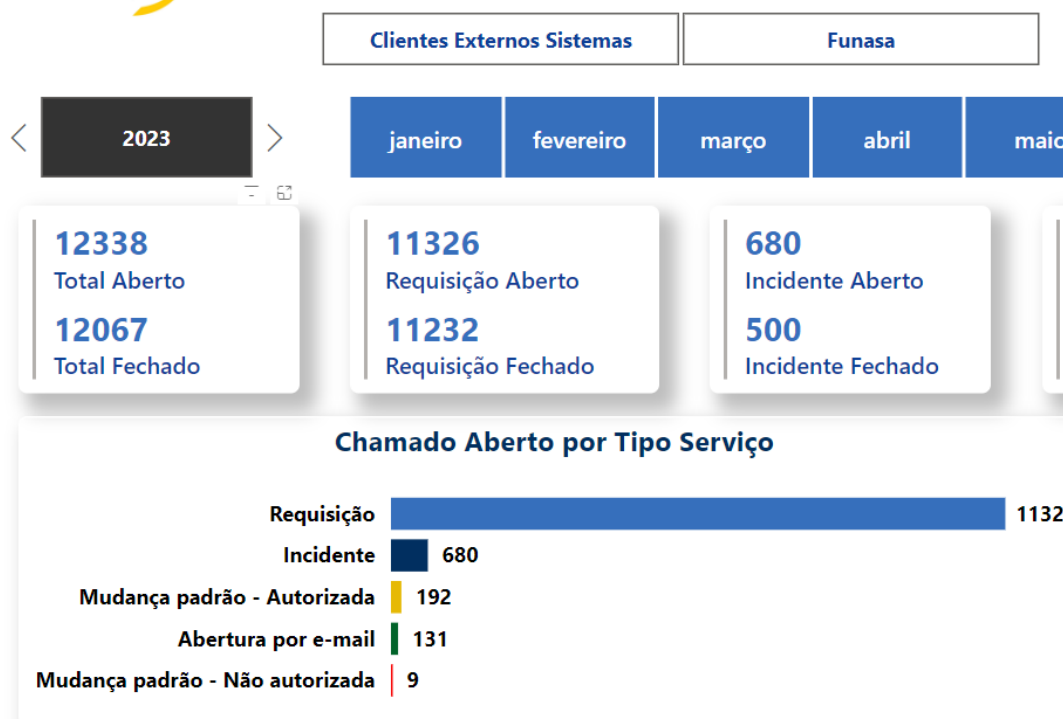 Clientes Externos Sistemas
Funasa
2023
janeiro
fevereiro
março
abril
12338
Total Aberto
12067
Total Fechado
11326
Requisição Aberto
11232
Requisição Fechado
680
Incidente Aberto
500
Incidente Fechado
Chamado Aberto por Tipo Serviço
Requisição 1132
Incidente 680
Mudança padrão - Autorizada 192
Abertura por e-mail 131
Mudança padrão - Não autorizada 9